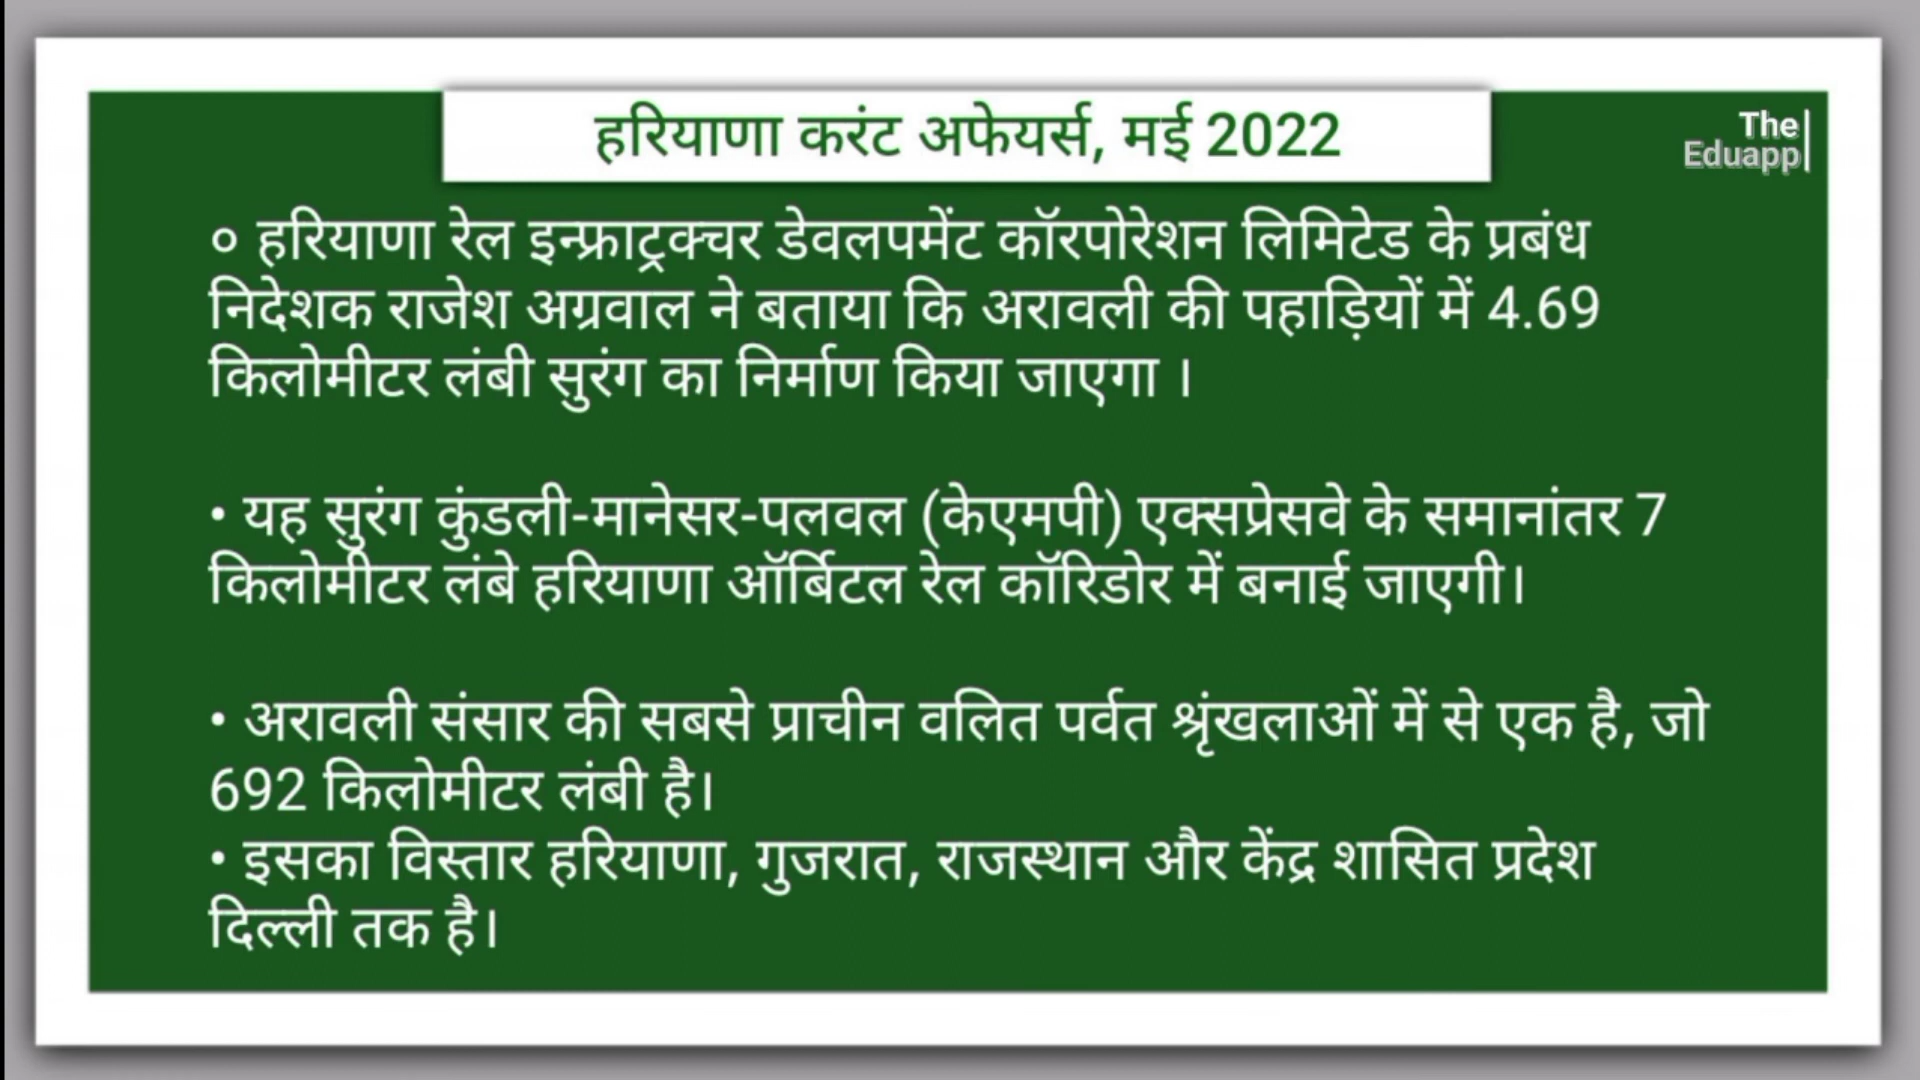 हरियाणा करंट अफेयर्स, मई 2022
The
Eduapp
० हरियाणा रेल इन्फ्राट्रक्चर डेवलपमेंट कॉरपोरेशन लिमिटेड के प्रबंध
निदेशक राजेश अग्रवाल ने बताया कि अरावली की पहाड़ियों में 4.69
किलोमीटर लंबी सुरंग का निर्माण किया जाएगा ।
• यह सुरंग कुंडली-मानेसर-पलवल (केएमपी) एक्सप्रेसवे के समानांतर 7
किलोमीटर लंबे हरियाणा ऑर्बिटल रेल कॉरिडोर में बनाई जाएगी।
• अरावली संसार की सबसे प्राचीन वलित पर्वत श्रृंखलाओं में से एक है, जो
692 किलोमीटर लंबी है।
• इसका विस्तार हरियाणा, गुजरात, राजस्थान और केंद्र शासित प्रदेश
दिल्ली तक है।